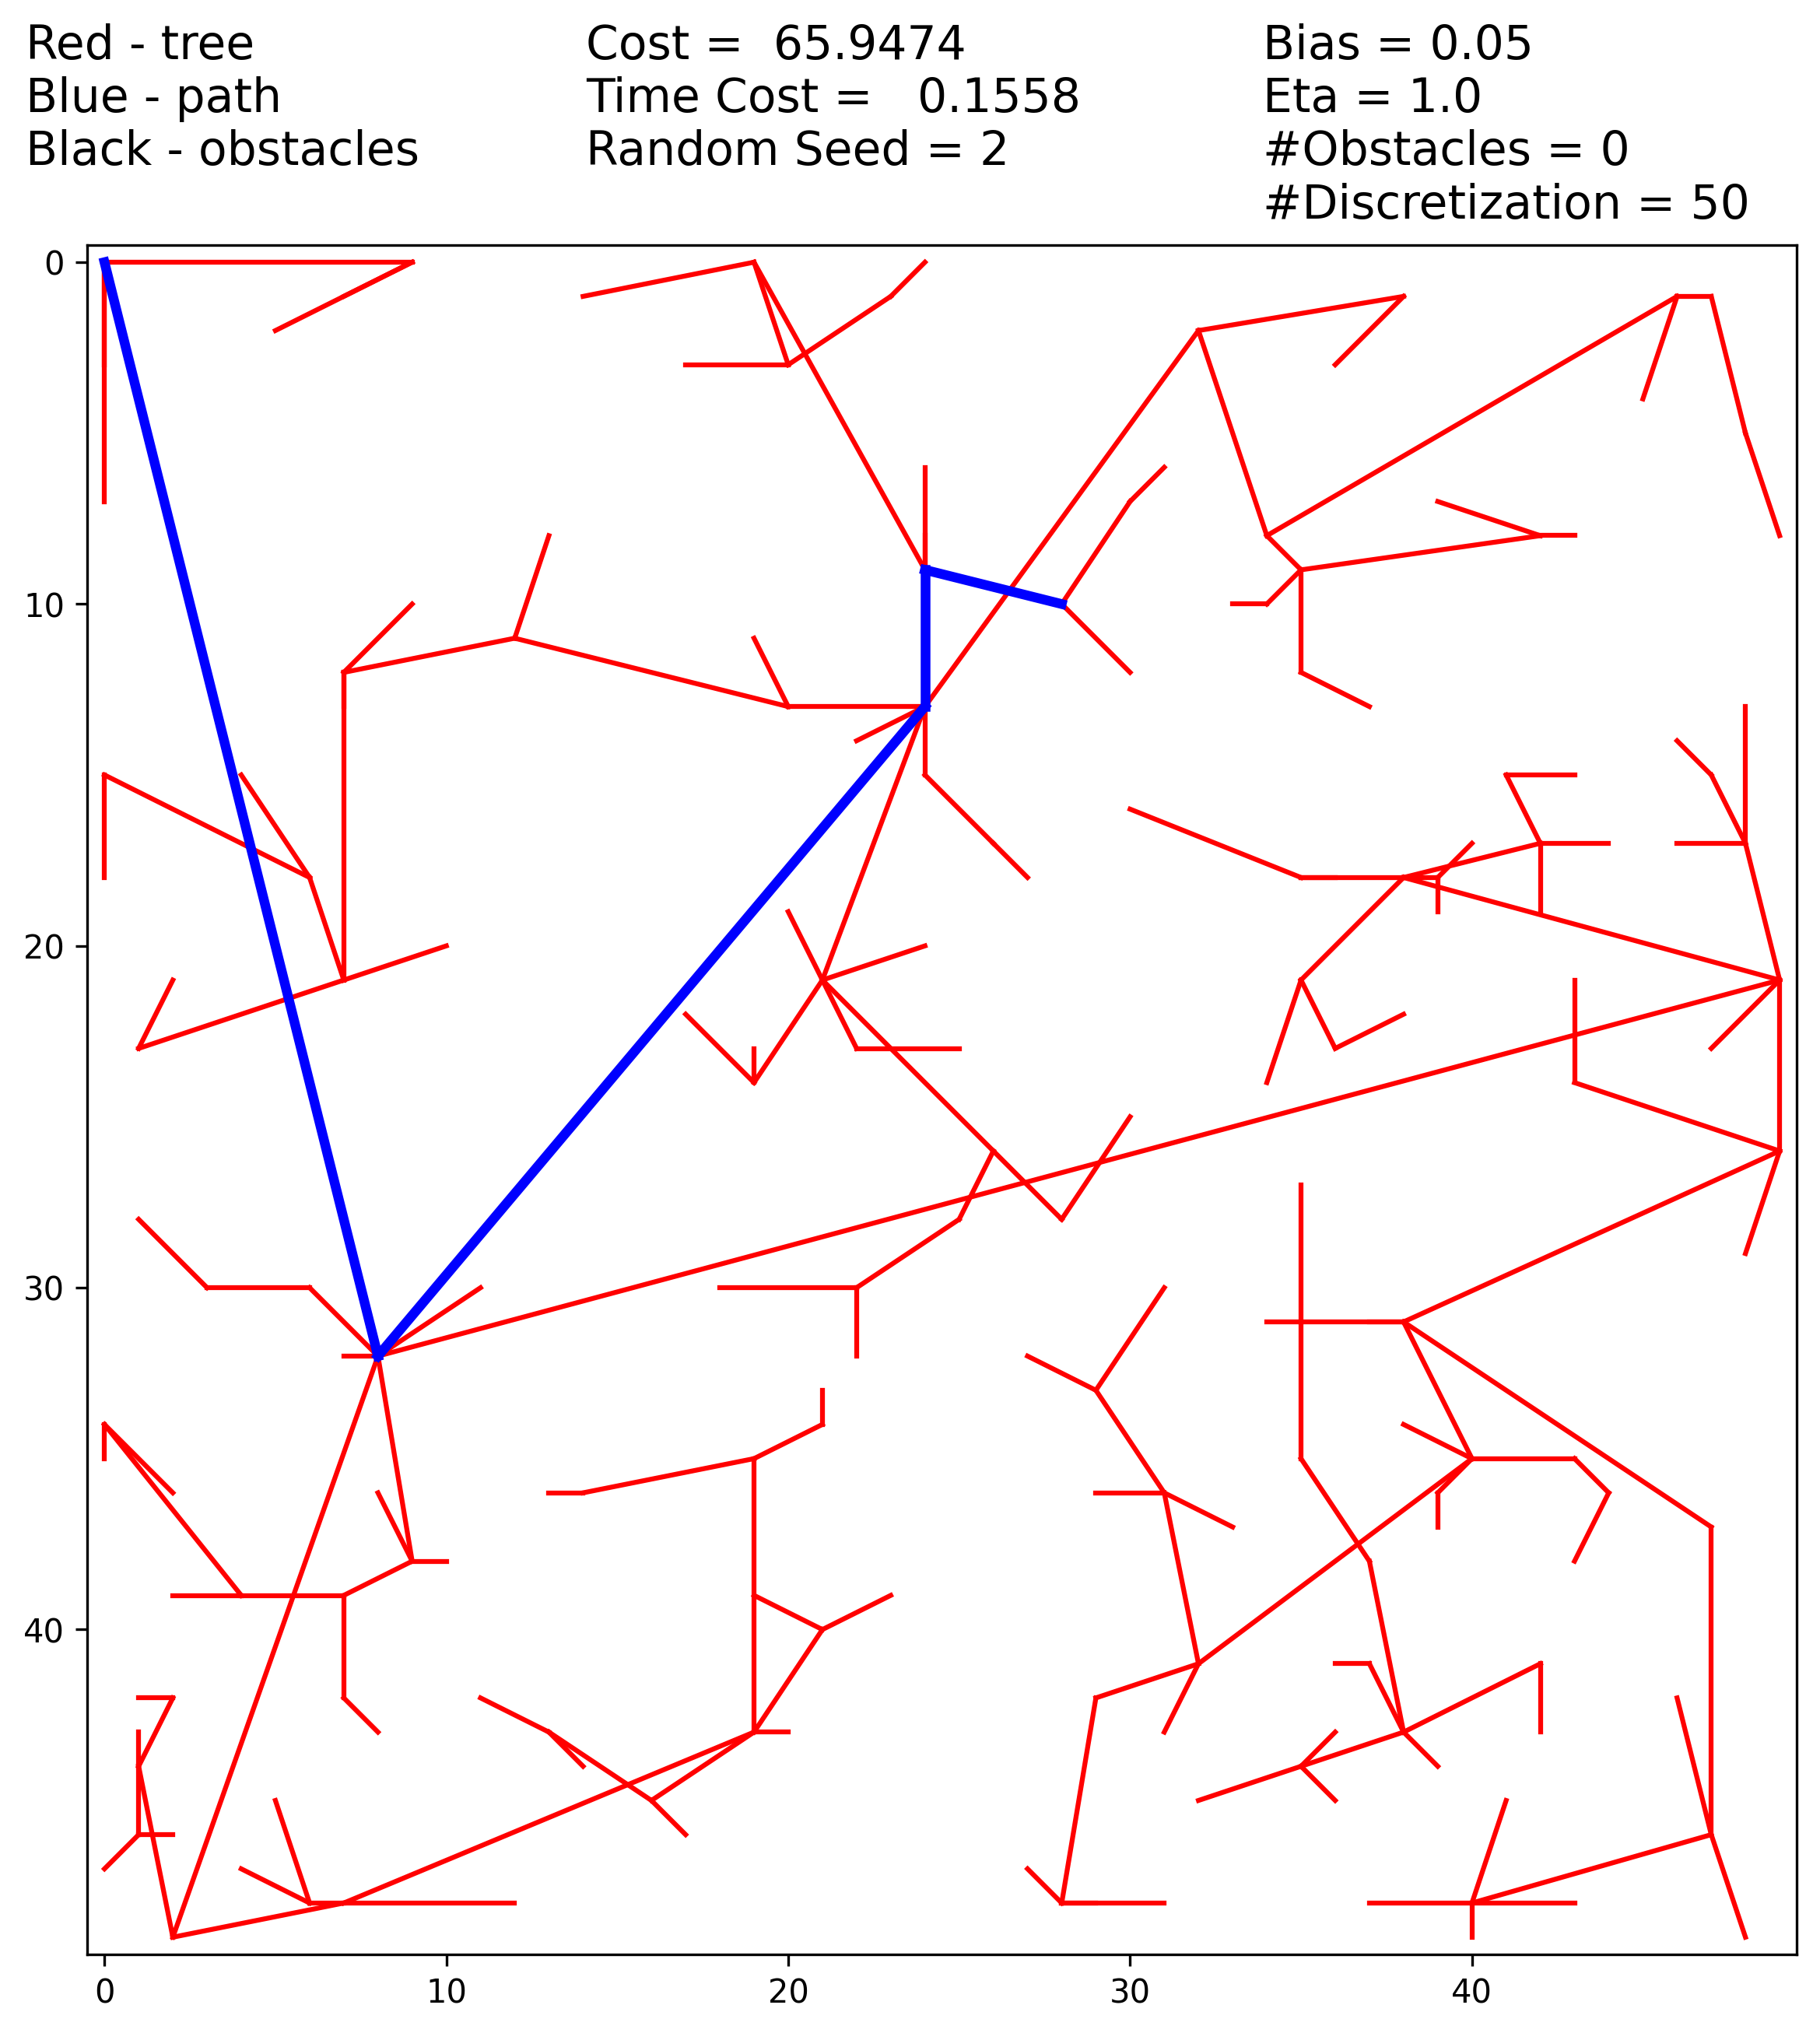 Red - tree
Blue - path
Black - obstacles
Cost =  65.9474
Time Cost =   0.1558
Random Seed = 2
Bias = 0.05
Eta = 1.0
#Obstacles = 0
#Discretization = 50
0
10
20
30
40
0 10 20 30 40